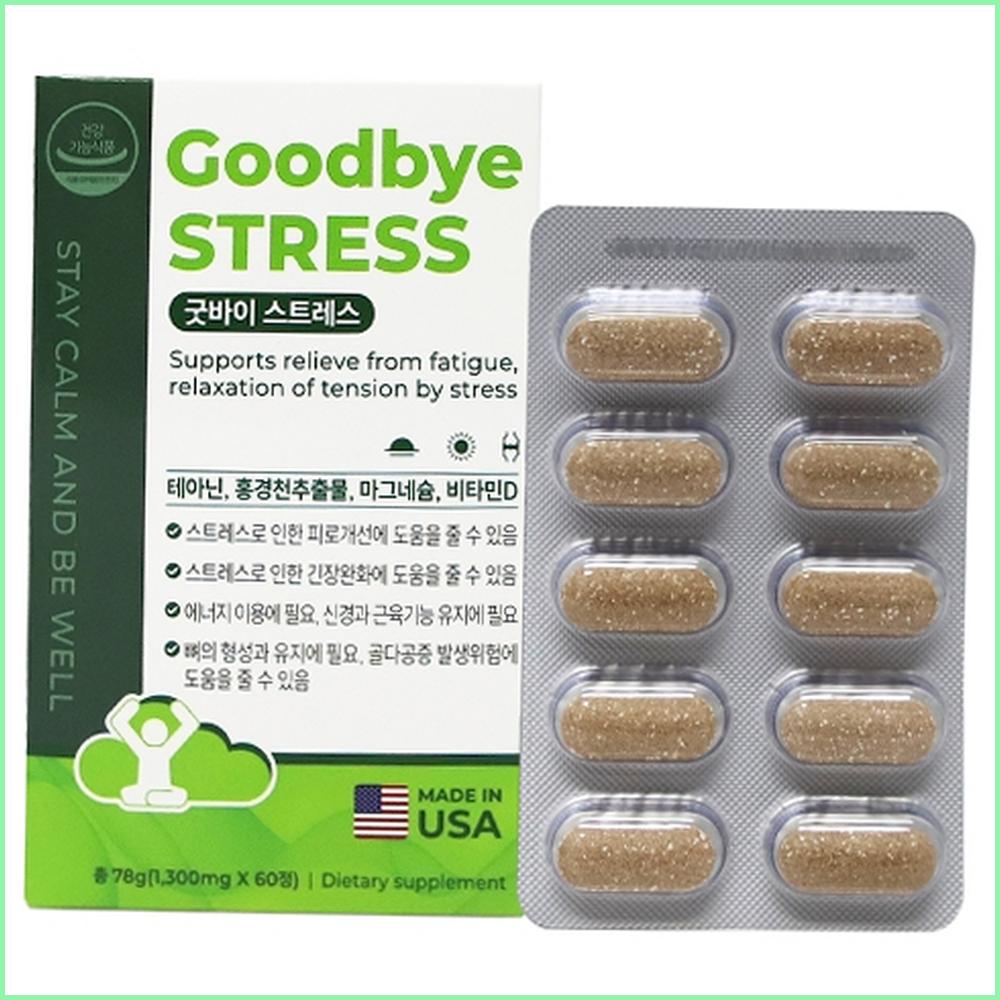 건강
기능식품
STAY CALM AND BE WELL
Goodbye
STRESS
굿바이 스트레스
Supports relieve from fatigue,
relaxation of tension by stress
테아닌, 홍경천추출물, 마그네슘, 비타민D
스트레스로 인한 피로개선에 도움을 줄 수 있음
스트레스로 인한 긴장완화에 도움을 줄 수 있음
에너지 이용에 필요, 신경과 근육기능 유지에 필요
뼈의 형성과 유지에 필요, 골다공증 발생위험에
도움을 줄 수 있음
MADE IN
USA
총 78g(1,300mg X 60정) | Dietary supplement